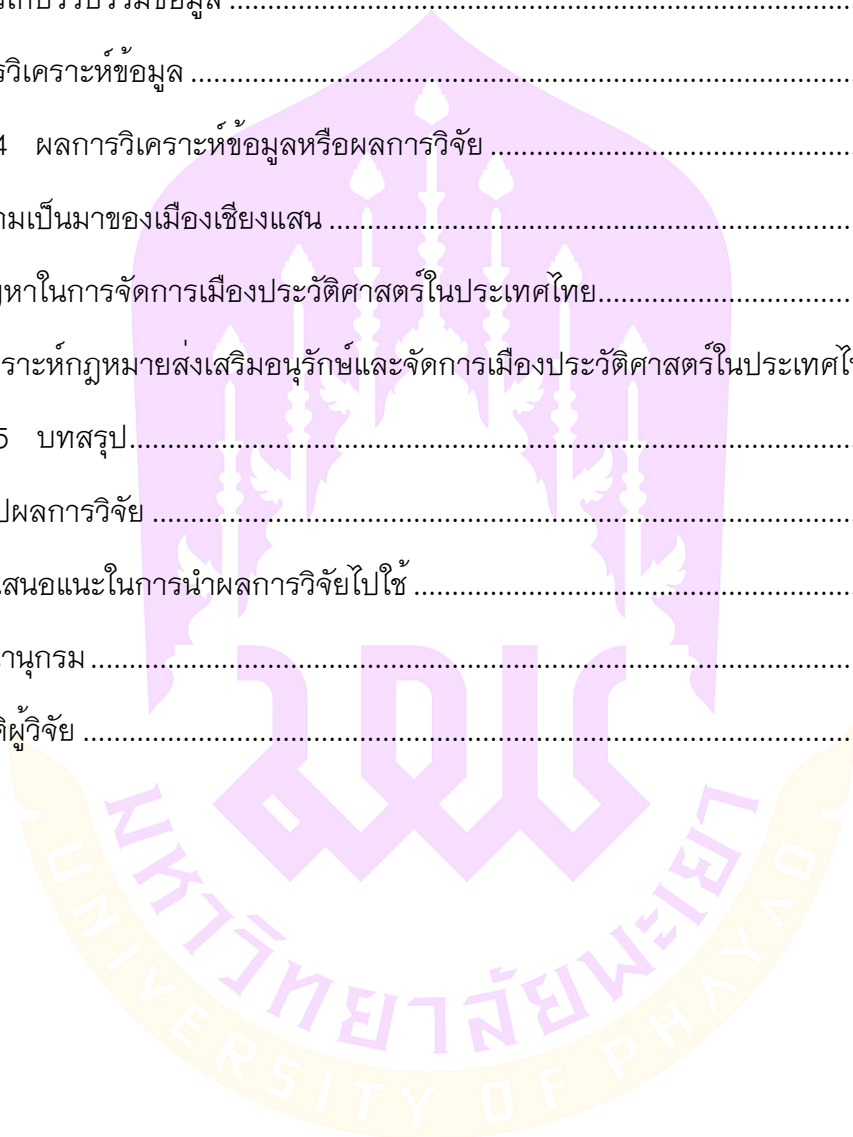 รเก็บรวบรวมข้อมูล ........................................................................
รวิเคราะห์ข้อมูล ........................................................................
4 ผลการวิเคราะห์ข้อมูลหรือผลการวิจัย ........................................
ามเป็นมาของเมืองเชียงแสน ............................................................
ญหาในการจัดการเมืองประวัติศาสตร์ในประเทศไทย............................
คราะห์กฎหมายส่งเสริมอนุรักษ์และจัดการเมืองประวัติศาสตร์ในประเทศไ
5 บทสรุป........................................................................
ปผลการวิจัย ........................................................................
เสนอแนะในการนำผลการวิจัยไปใช้ ................................................
านุกรม ........................................................................
ติผู้วิจัย ........................................................................
มหาวิทยาลัยพะเยา
UNIVERSITY OF PHAYAO